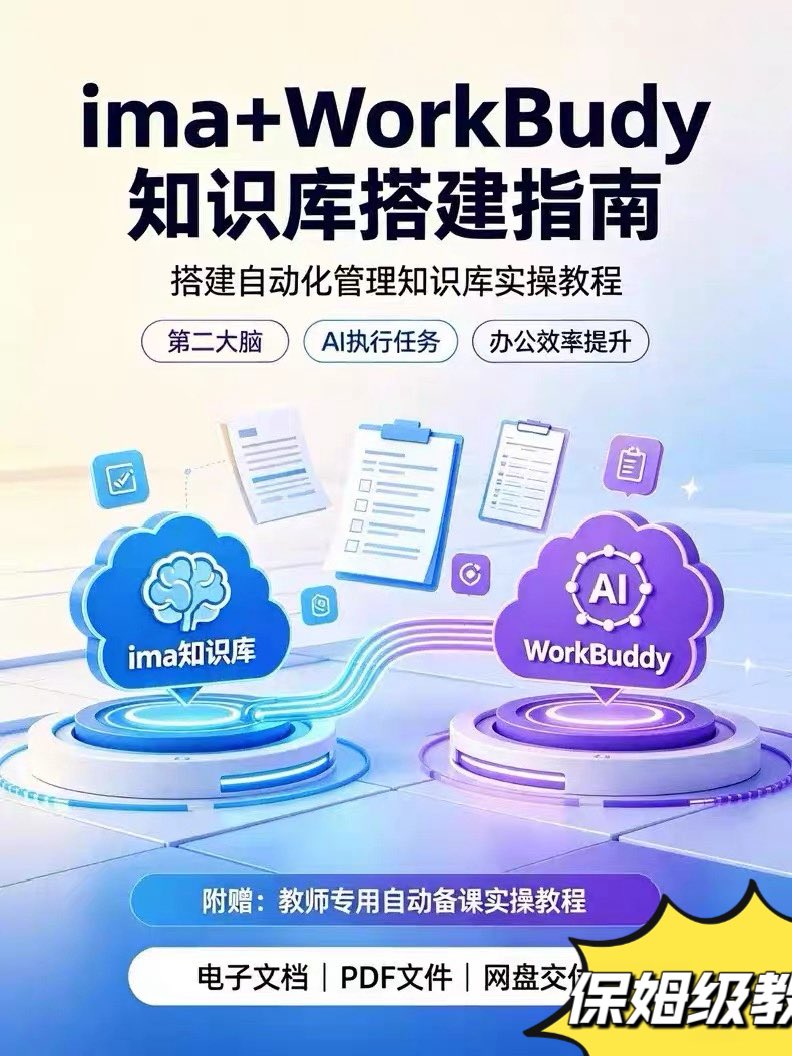 ima+WorkBudy
知识库搭建指南
搭建自动化管理知识库实操教程
第二大脑
AI执行任务
办公效率提升
ima知识库
AI
WorkBuddy
附赠：教师专用自动备课实操教程
电子文档｜PDF文件｜网盘交付
保姆级教